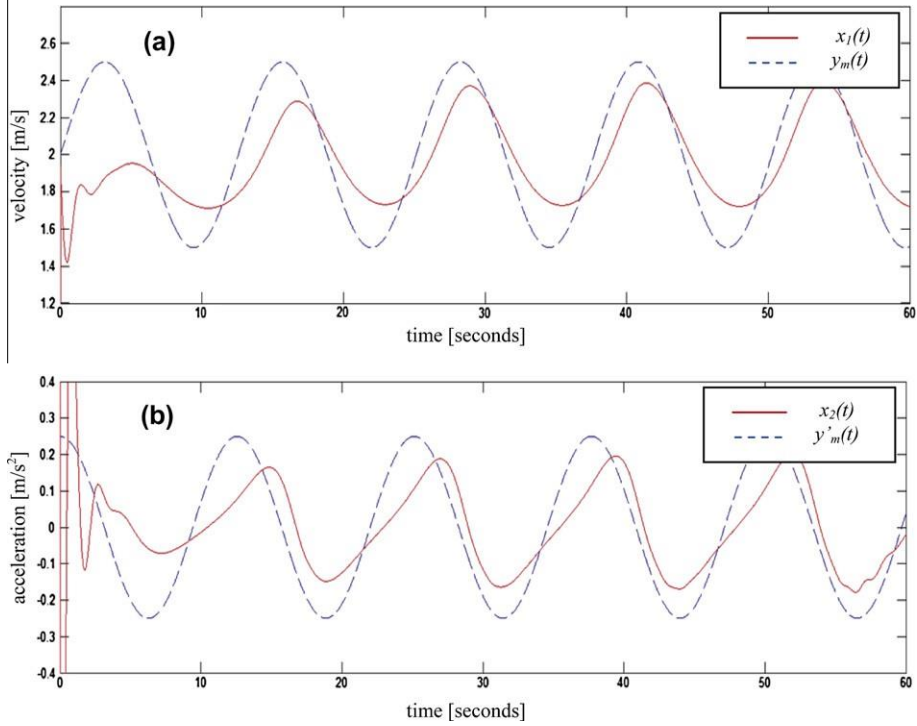 (a)
x₁(t)
yₘ(t)
velocity [m/s]
2.6
2.4
2.2
2
1.8
1.6
1.4
1.2
0 10 20 30 40 50 60
time [seconds]
(b)
x₂(t)
y'ₘ(t)
acceleration [m/s²]
0.4
0.3
0.2
0.1
0
-0.1
-0.2
-0.3
-0.4
0 10 20 30 40 50 60
time [seconds]